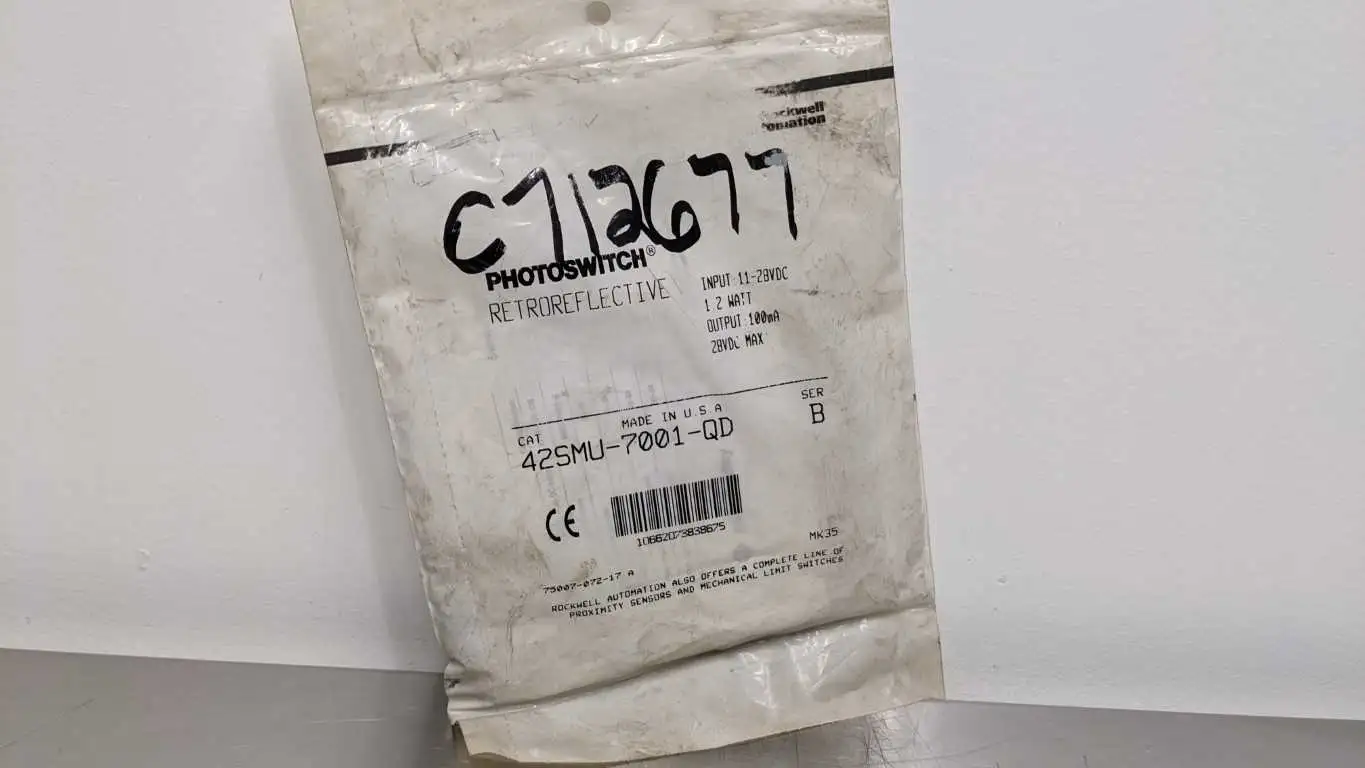 Rockwell
Automation
C712677
PHOTOSWITCH®
RETROREFLECTIVE
INPUT: 11-28VDC
1.2 WATT
OUTPUT: 100mA
28VDC MAX
MADE IN U.S.A
SER
B
CAT
42SMU-7001-QD
CE
10662073838675
MK35
75007-072-17 A
ROCKWELL AUTOMATION ALSO OFFERS A COMPLETE LINE OF
PROXIMITY SENSORS AND MECHANICAL LIMIT SWITCHES